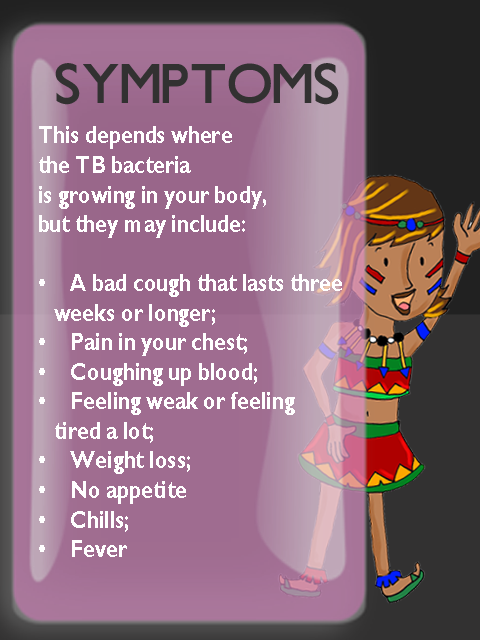 SYMPTOMS
This depends where
the TB bacteria
is growing in your body,
but they may include:
• A bad cough that lasts three
weeks or longer;
• Pain in your chest;
• Coughing up blood;
• Feeling weak or feeling
tired a lot;
• Weight loss;
• No appetite
• Chills;
• Fever